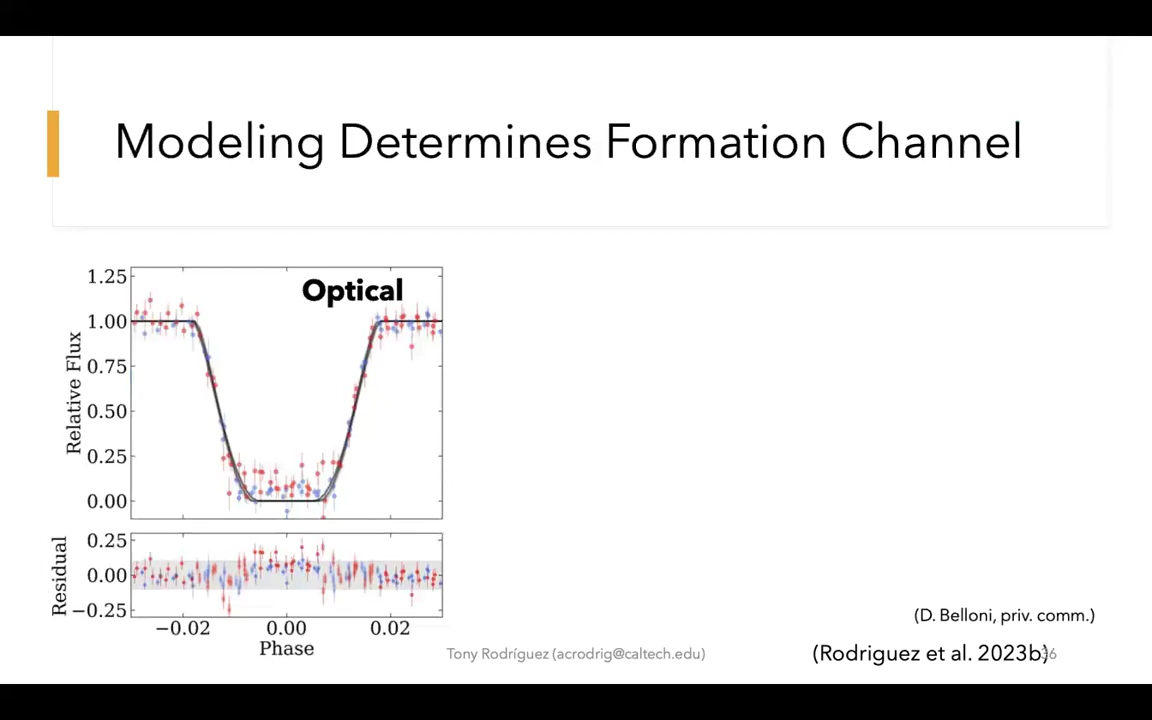 Modeling Determines Formation Channel
Optical
1.25
1.00
0.75
0.50
0.25
0.00
Relative Flux
0.25
0.00
−0.25
Residual
−0.02 0.00 0.02
Phase
(D. Belloni, priv. comm.)
Tony Rodríguez (acrodrig@caltech.edu)
(Rodriguez et al. 2023b)
36